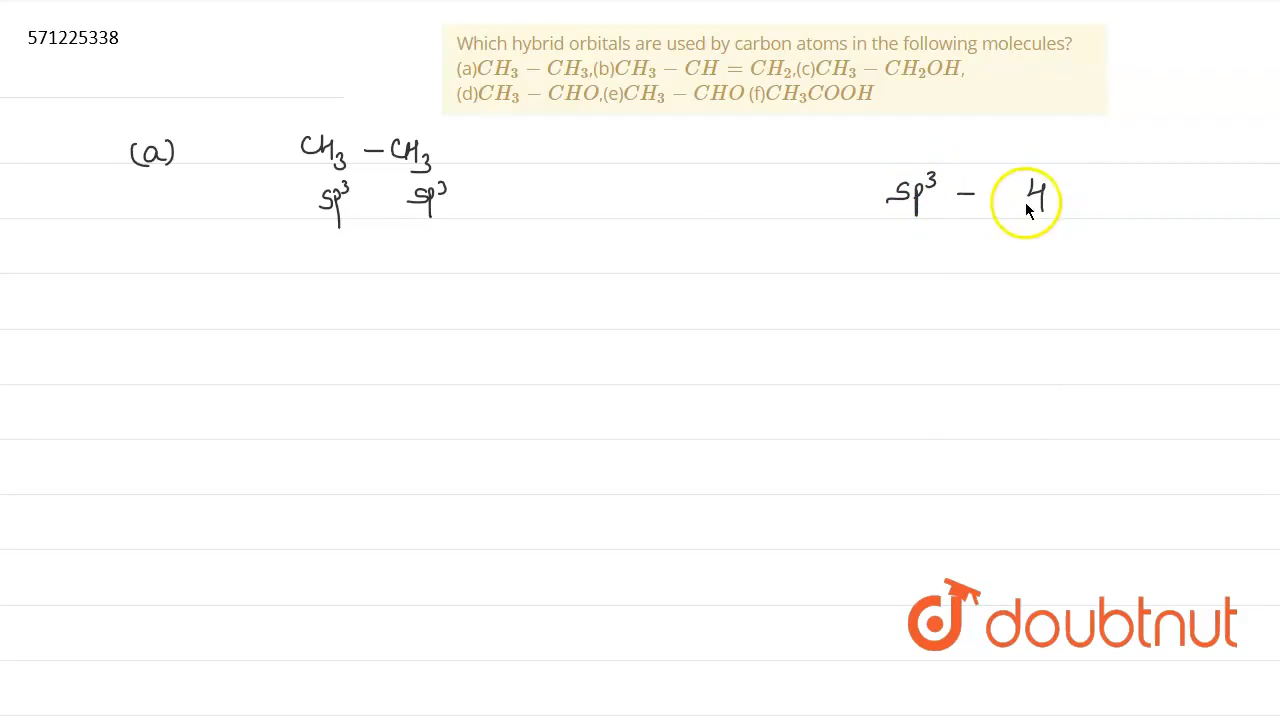 571225338
Which hybrid orbitals are used by carbon atoms in the following molecules?
(a)CH₃ − CH₃,(b)CH₃ − CH = CH₂,(c)CH₃ − CH₂OH,
(d)CH₃ − CHO,(e)CH₃ − CHO (f)CH₃COOH
(a) CH₃ − CH₃
sp³ sp³
sp³ − 4
doubtnut